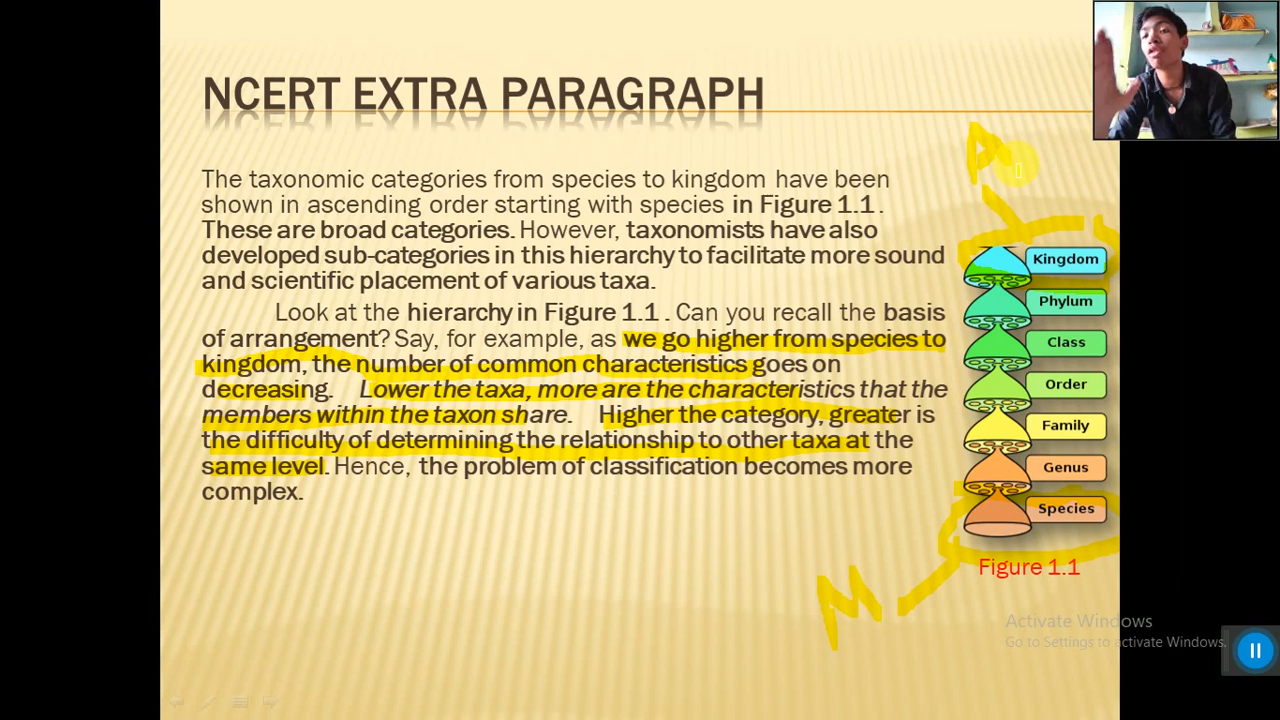 NCERT EXTRA PARAGRAPH
The taxonomic categories from species to kingdom have been
shown in ascending order starting with species in Figure 1.1 .
These are broad categories. However, taxonomists have also
developed sub-categories in this hierarchy to facilitate more sound
and scientific placement of various taxa.
Look at the hierarchy in Figure 1.1 . Can you recall the basis
of arrangement? Say, for example, as we go higher from species to
kingdom, the number of common characteristics goes on
decreasing. Lower the taxa, more are the characteristics that the
members within the taxon share. Higher the category, greater is
the difficulty of determining the relationship to other taxa at the
same level. Hence, the problem of classification becomes more
complex.
Kingdom
Phylum
Class
Order
Family
Genus
Species
Figure 1.1
M
Activate Windows
Go to Settings to activate Windows.